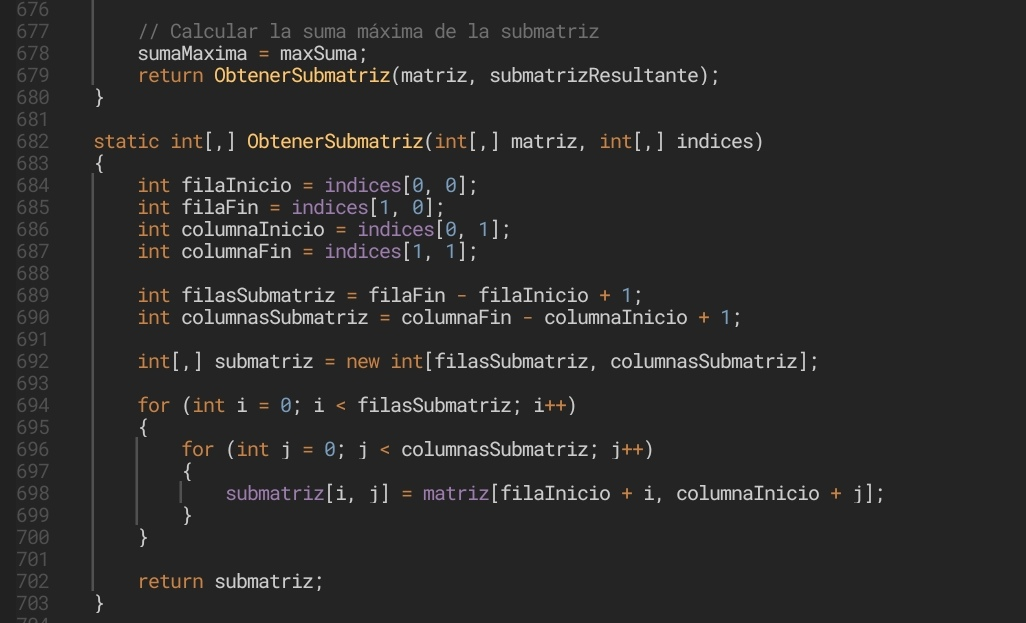 676
677 // Calcular la suma máxima de la submatriz
678 sumaMaxima = maxSuma;
679 return ObtenerSubmatriz(matriz, submatrizResultante);
680 }
681
682 static int[,] ObtenerSubmatriz(int[,] matriz, int[,] indices)
683 {
684 int filaInicio = indices[0, 0];
685 int filaFin = indices[1, 0];
686 int columnaInicio = indices[0, 1];
687 int columnaFin = indices[1, 1];
688
689 int filasSubmatriz = filaFin - filaInicio + 1;
690 int columnasSubmatriz = columnaFin - columnaInicio + 1;
691
692 int[,] submatriz = new int[filasSubmatriz, columnasSubmatriz];
693
694 for (int i = 0; i < filasSubmatriz; i++)
695 {
696 for (int j = 0; j < columnasSubmatriz; j++)
697 {
698 submatriz[i, j] = matriz[filaInicio + i, columnaInicio + j];
699 }
700 }
701
702 return submatriz;
703 }